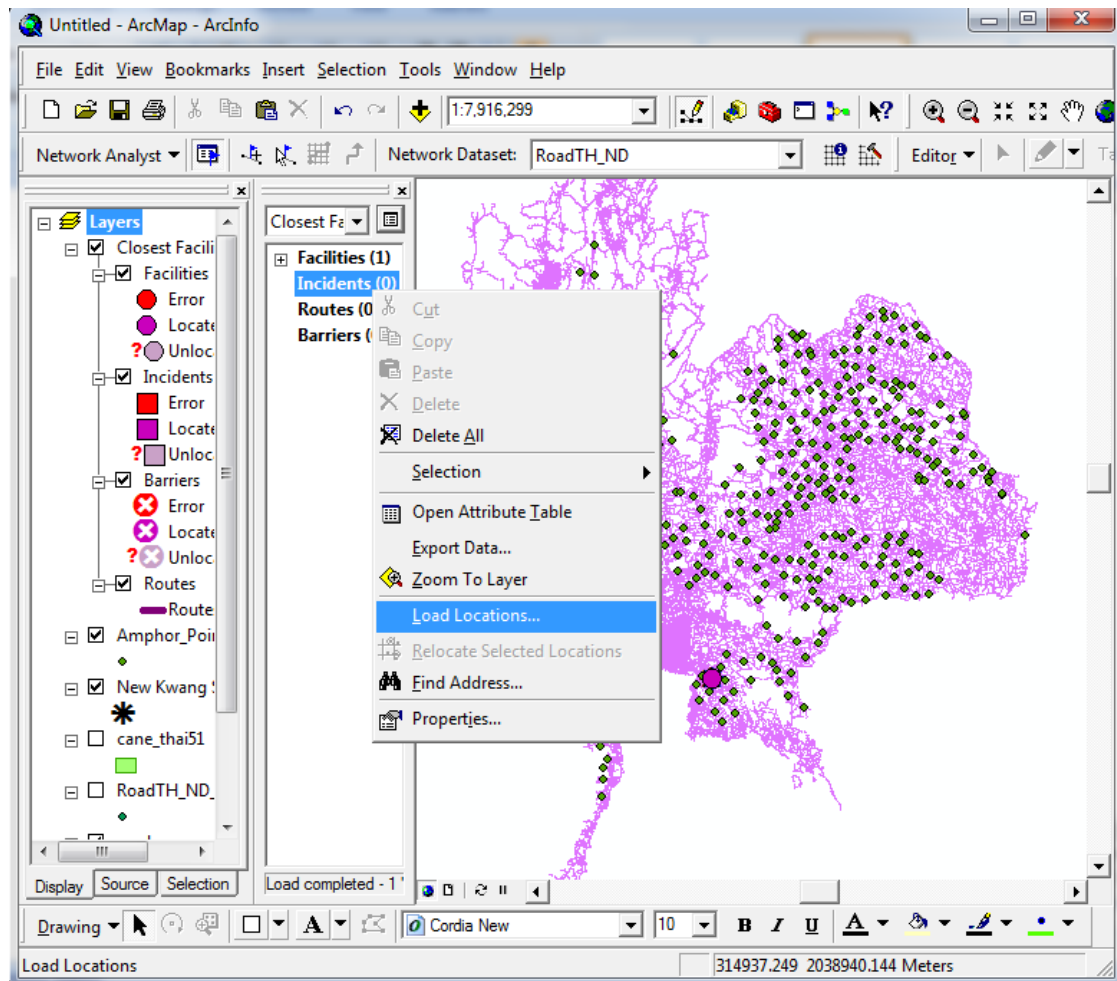 Untitled - ArcMap - ArcInfo
File Edit View Bookmarks Insert Selection Tools Window Help
1:7,916,299
Network Analyst Network Dataset: RoadTH_ND Editor Ta
Layers
Closest Facili
Facilities
Error
Locate
? Unloc
Incidents
Error
Locate
? Unloc
Barriers
Error
Locate
? Unloc
Routes
Route
Amphor_Poi
New Kwang
cane_thai51
RoadTH_ND_
Display Source Selection
Closest Fa
Facilities (1)
Incidents (0)
Routes (0
Barriers (
Load completed - 1
Cut
Copy
Paste
Delete
Delete All
Selection
Open Attribute Table
Export Data...
Zoom To Layer
Load Locations...
Relocate Selected Locations
Find Address...
Properties...
Drawing A Cordia New 10 B I U A
Load Locations 314937.249 2038940.144 Meters